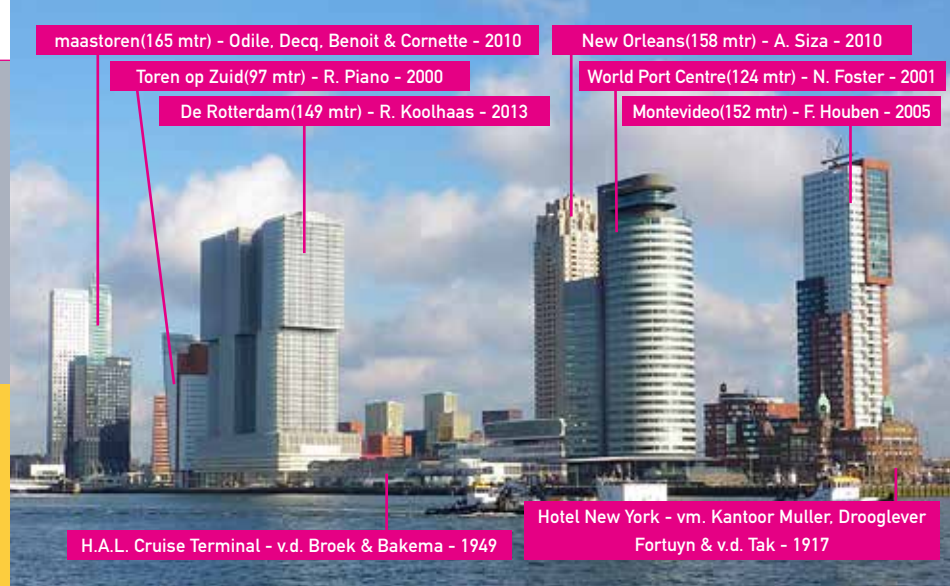 maastoren(165 mtr) - Odile, Decq, Benoit & Cornette - 2010
New Orleans(158 mtr) - A. Siza - 2010
Toren op Zuid(97 mtr) - R. Piano - 2000
World Port Centre(124 mtr) - N. Foster - 2001
De Rotterdam(149 mtr) - R. Koolhaas - 2013
Montevideo(152 mtr) - F. Houben - 2005
H.A.L. Cruise Terminal - v.d. Broek & Bakema - 1949
Hotel New York - vm. Kantoor Muller, Drooglever
Fortuyn & v.d. Tak - 1917